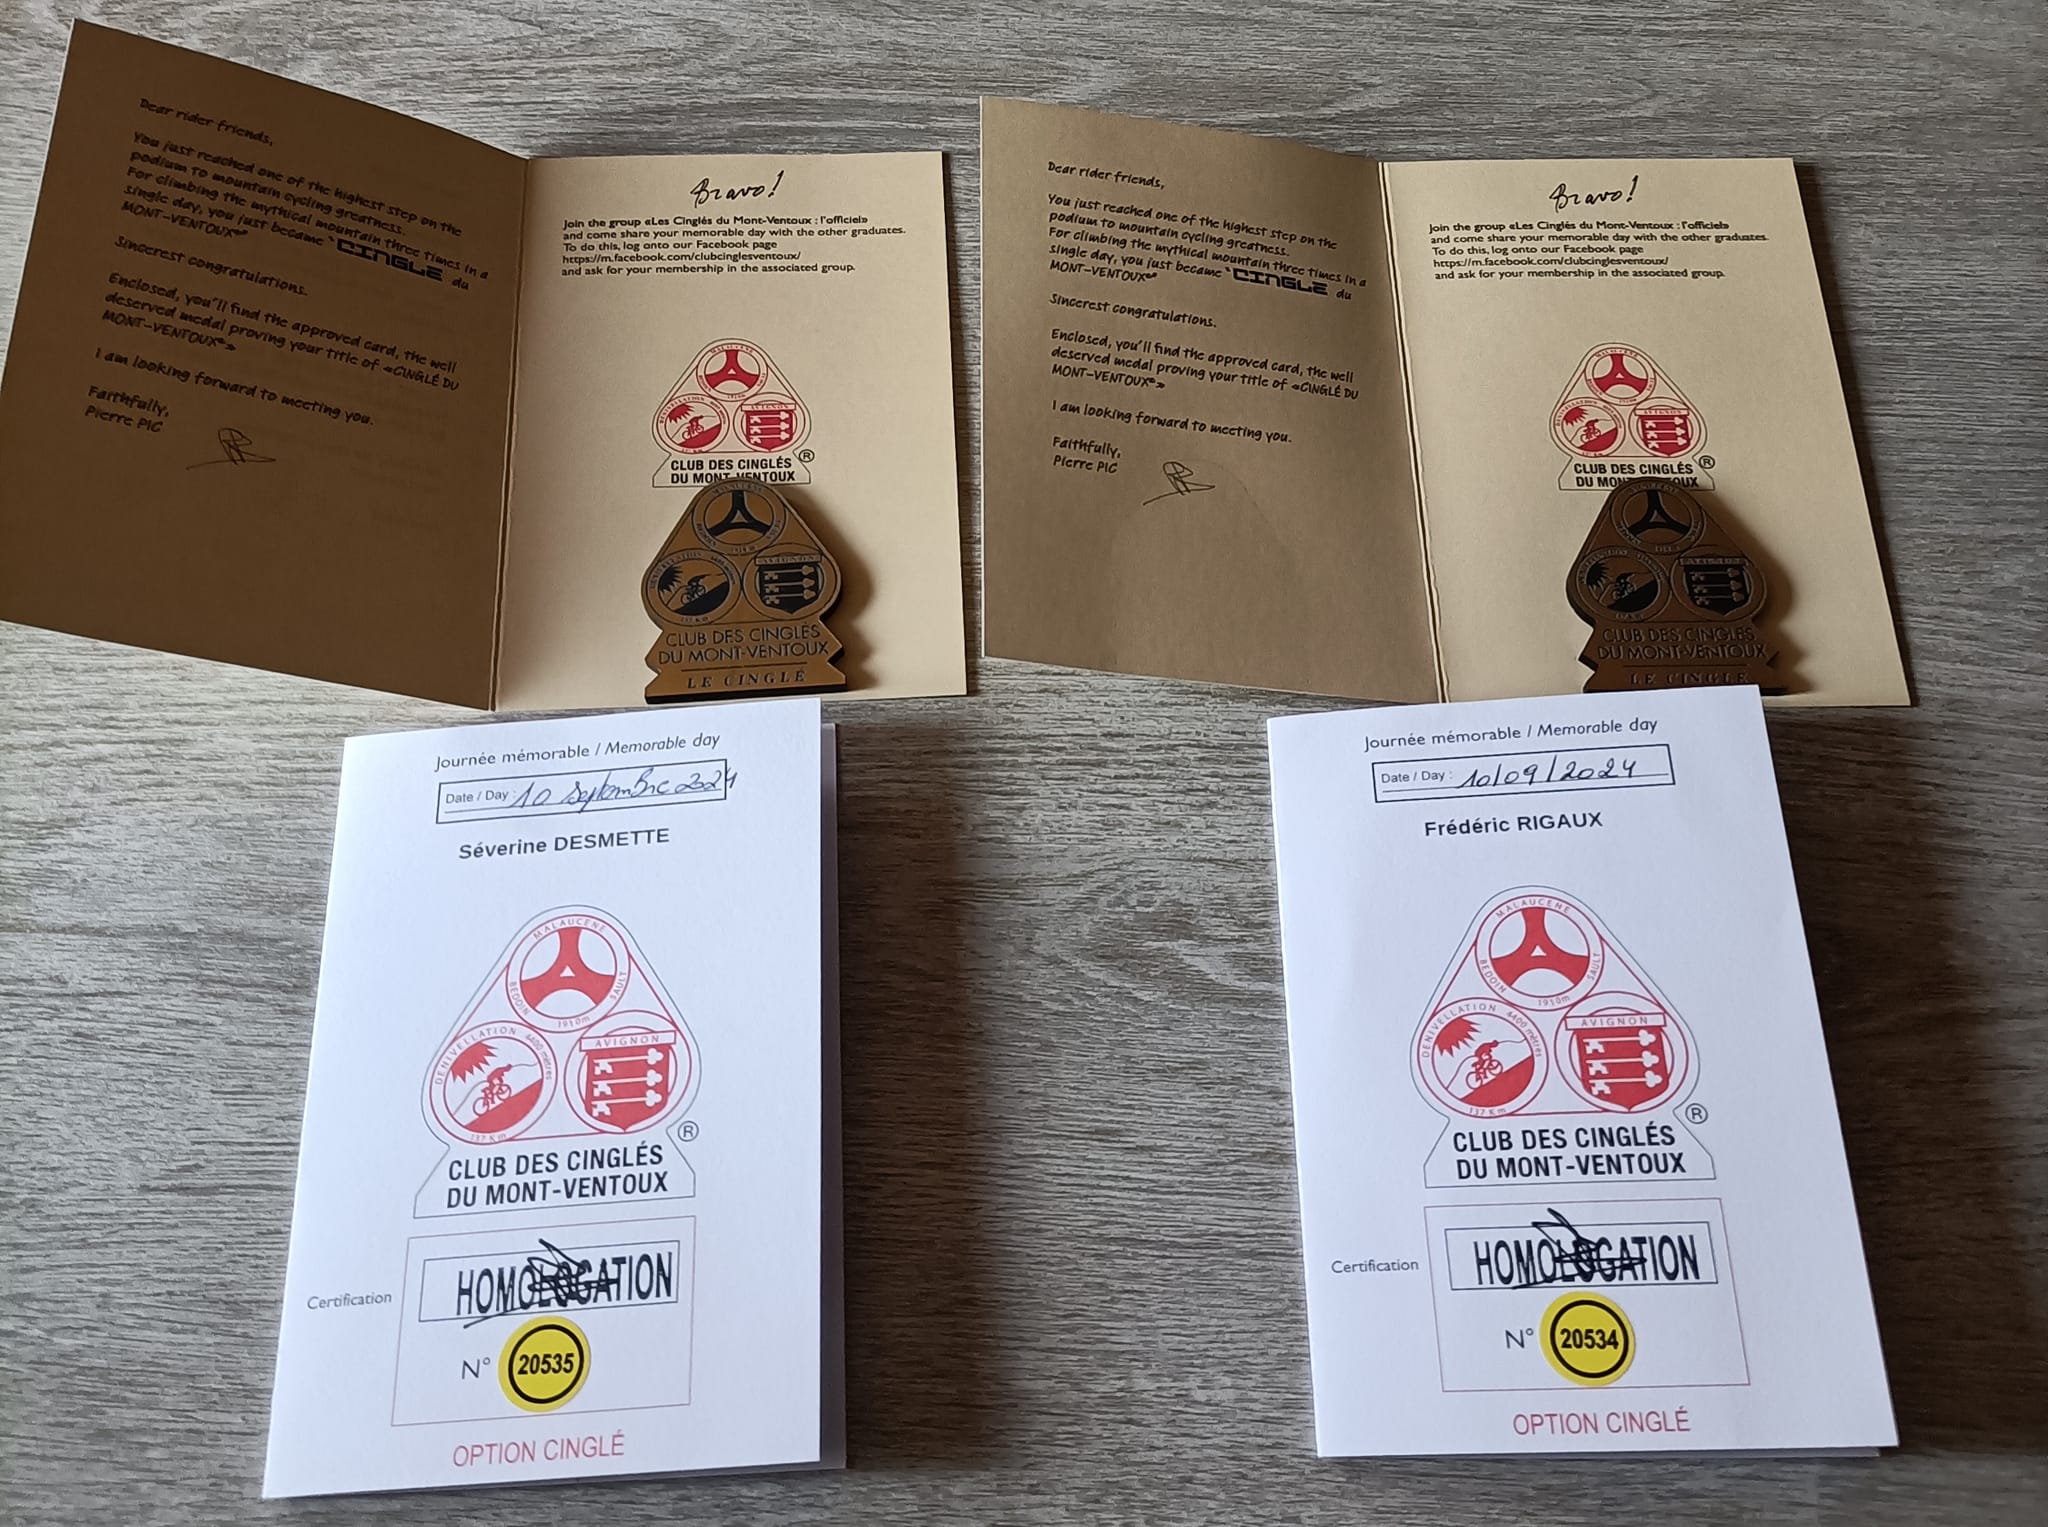 Dear rider friends,
You just reached one of the highest step on the
podium to mountain cycling greatness.
For climbing the mythical mountain three times in a
single day, you just became "CINGLÉ du
MONT-VENTOUX®"
Sincerest congratulations.
Enclosed, you'll find the approved card, the well
deserved medal proving your title of «CINGLÉ DU
MONT-VENTOUX®»
I am looking forward to meeting you.
Faithfully,
Pierre PIC
Bravo!
Join the group «Les Cinglés du Mont-Ventoux : l'officiel»
and come share your memorable day with the other graduates.
To do this, log onto our Facebook page
https://m.facebook.com/clubcinglesventoux/
and ask for your membership in the associated group.
AVIGNON
CLUB DES CINGLÉS ®
DU MONT-VENTOUX
AVIGNON
CLUB DES CINGLÉS
DU MONT-VENTOUX
LE CINGLÉ
Dear rider friends,
You just reached one of the highest step on the
podium to mountain cycling greatness.
For climbing the mythical mountain three times in a
single day, you just became "CINGLÉ du
MONT-VENTOUX®"
Sincerest congratulations.
Enclosed, you'll find the approved card, the well
deserved medal proving your title of «CINGLÉ DU
MONT-VENTOUX®»
I am looking forward to meeting you.
Faithfully,
Pierre PIC
Bravo!
Join the group «Les Cinglés du Mont-Ventoux : l'officiel»
and come share your memorable day with the other graduates.
To do this, log onto our Facebook page
https://m.facebook.com/clubcinglesventoux/
and ask for your membership in the associated group.
AVIGNON
CLUB DES CINGLÉS ®
DU MONT OUX
AVIGNON
CLUB DES CINGLÉS
DU MONT-VENTOUX
LE CINGLÉ
Journée mémorable / Memorable day
Date / Day : 10 septembre 2024
Séverine DESMETTE
MALAUCENE
BEDOIN
SAULT
1910m
DENIVELLATION 4400 mètres
137 Km
AVIGNON
®
CLUB DES CINGLÉS
DU MONT-VENTOUX
HOMOLOGATION
Certification
N° 20535
OPTION CINGLÉ
Journée mémorable / Memorable day
Date / Day : 10/09/2024
Frédéric RIGAUX
MALAUCENE
BEDOIN
SAULT
1910m
DENIVELLATION 4400 mètres
137 Km
AVIGNON
®
CLUB DES CINGLÉS
DU MONT-VENTOUX
HOMOLOGATION
Certification
N° 20534
OPTION CINGLÉ